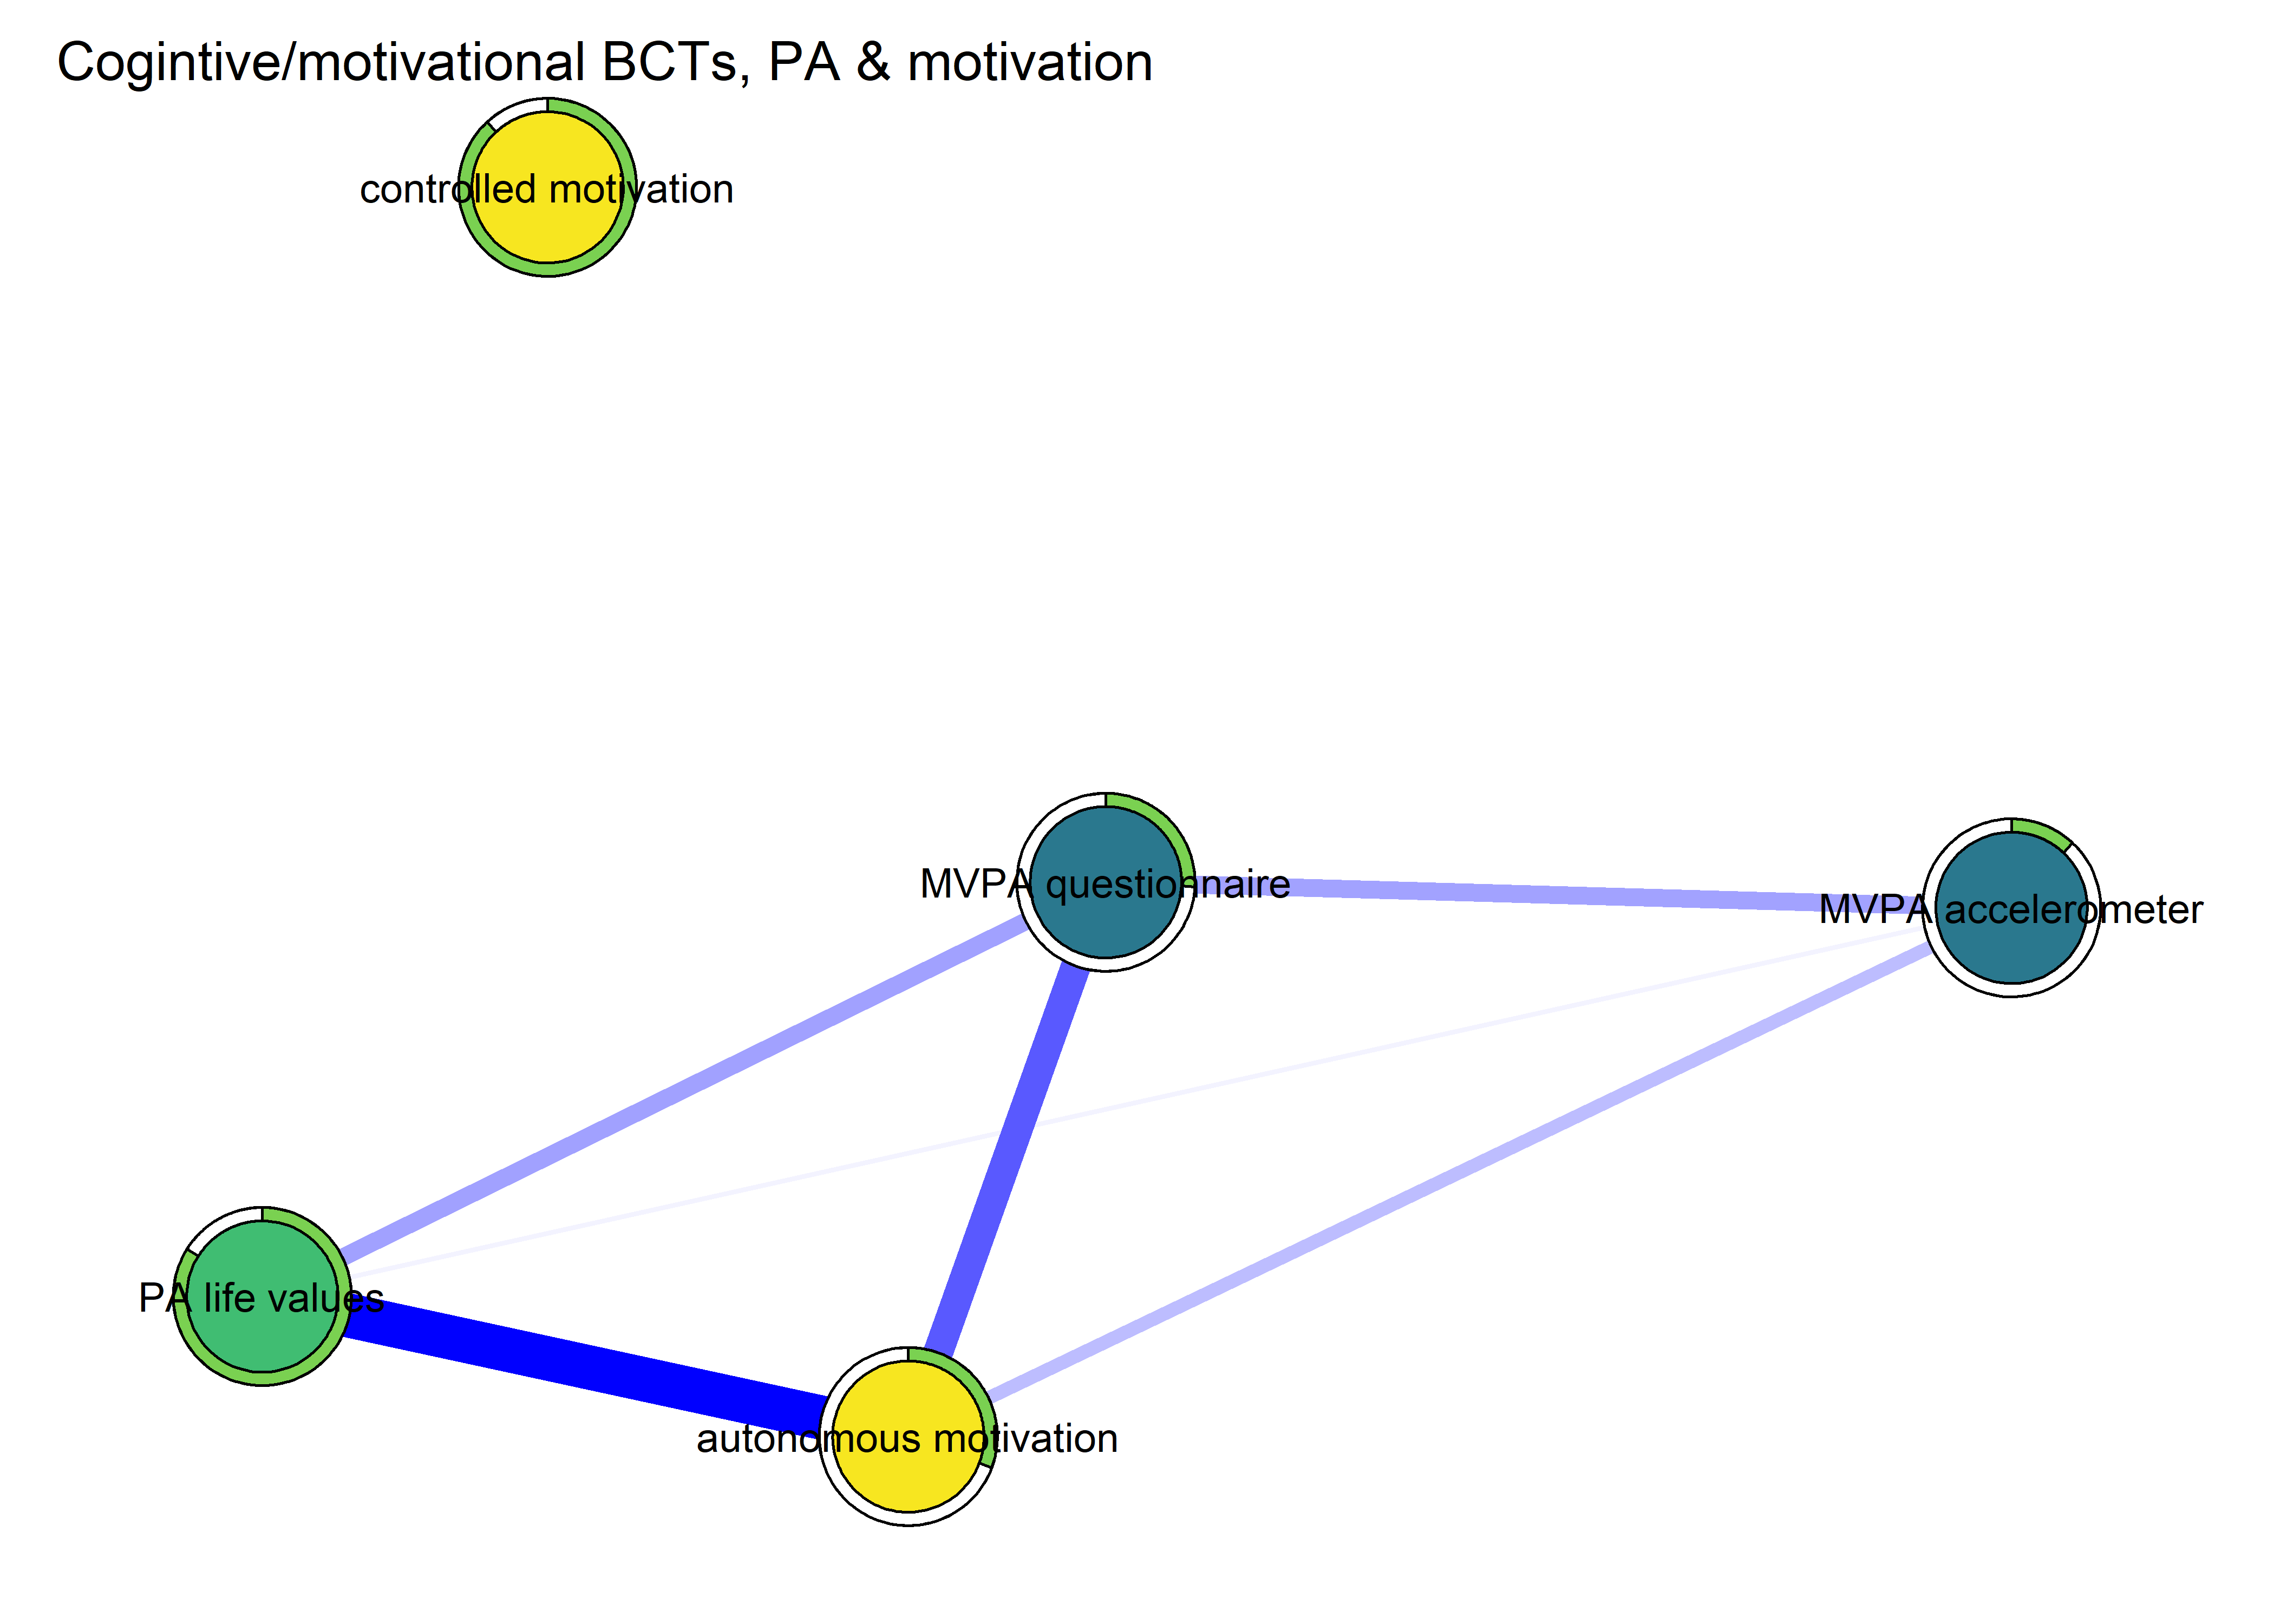 Cogintive/motivational BCTs, PA & motivation
controlled motivation
MVPA questionnaire
MVPA accelerometer
PA life values
autonomous motivation